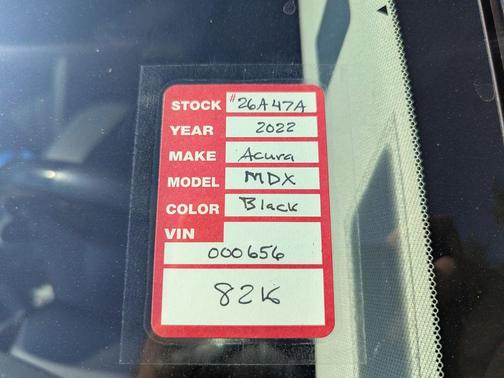 STOCK #26A47A
YEAR 2022
MAKE Acura
MODEL MDX
COLOR Black
VIN
000656
82K